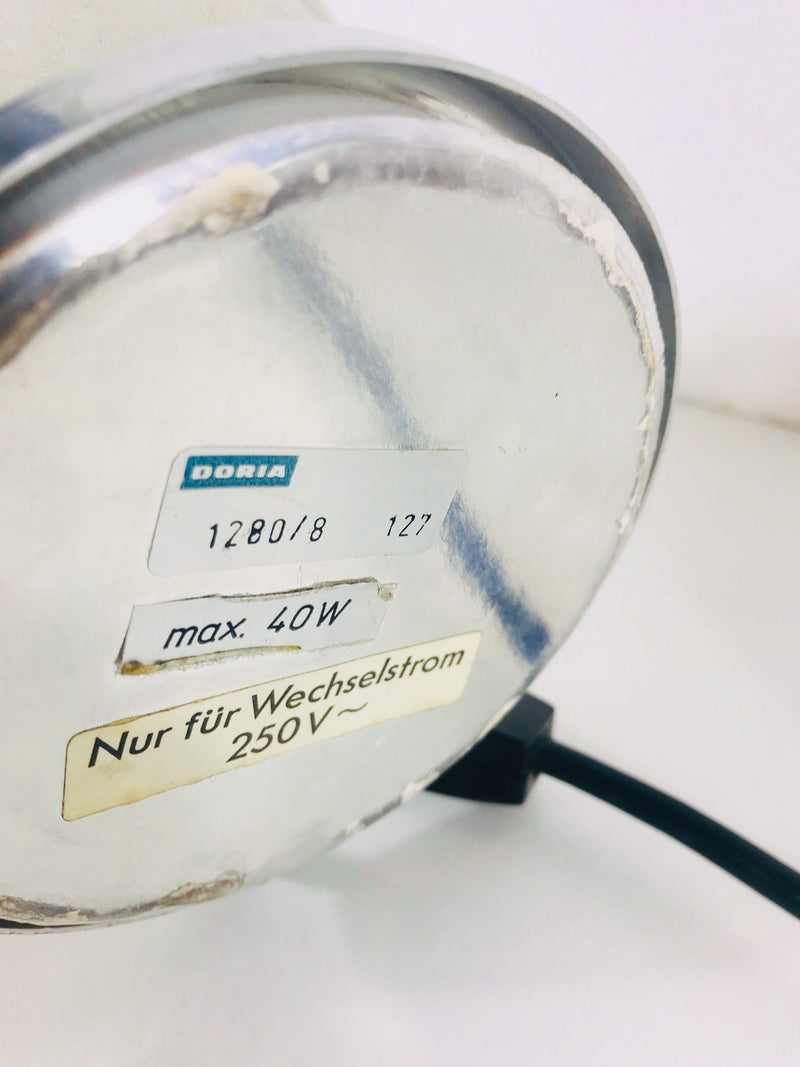 DORIA
1280/8 127
max. 40W
Nur für Wechselstrom
250V~